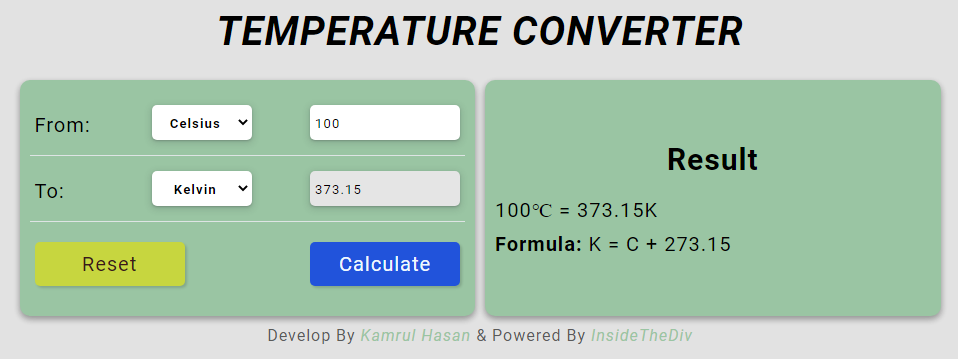 TEMPERATURE CONVERTER
From: Celsius 100
To: Kelvin 373.15
Reset Calculate
Result
100℃ = 373.15K
Formula: K = C + 273.15
Develop By Kamrul Hasan & Powered By InsideTheDiv